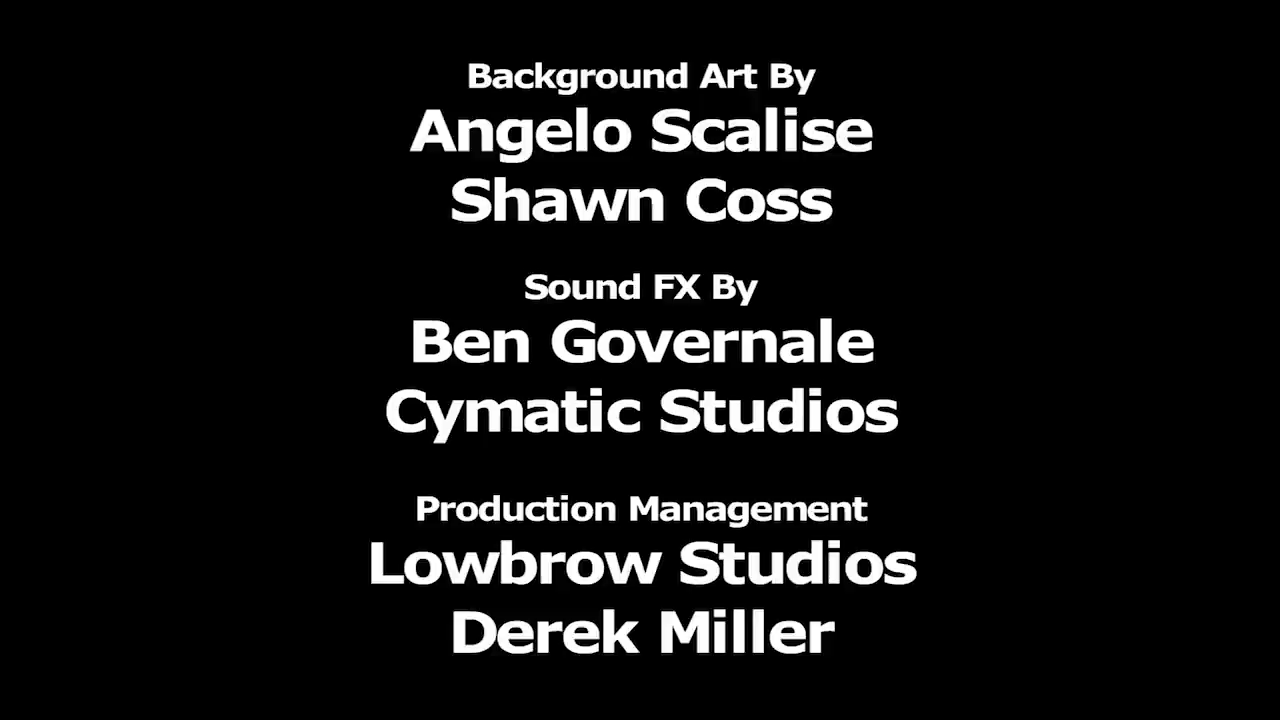 Background Art By
Angelo Scalise
Shawn Coss
Sound FX By
Ben Governale
Cymatic Studios
Production Management
Lowbrow Studios
Derek Miller